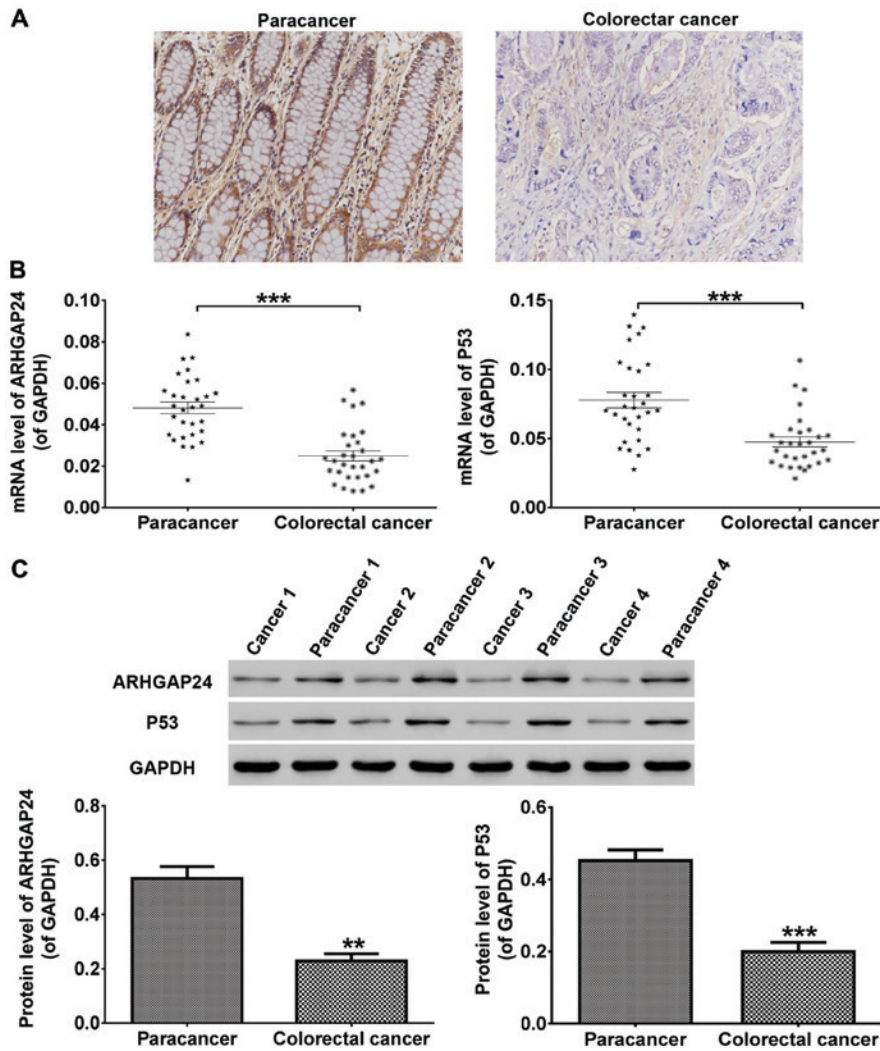 A
Paracancer
Colorectar cancer
B
mRNA level of ARHGAP24
(of GAPDH)
0.10
0.08
0.06
0.04
0.02
0.00
***
Paracancer
Colorectal cancer
mRNA level of P53
(of GAPDH)
0.15
0.10
0.05
0.00
***
Paracancer
Colorectal cancer
C
Cancer 1
Paracancer 1
Cancer 2
Paracancer 2
Cancer 3
Paracancer 3
Cancer 4
Paracancer 4
ARHGAP24
P53
GAPDH
Protein level of ARHGAP24
(of GAPDH)
0.8
0.6
0.4
0.2
0.0
**
Paracancer
Colorectal cancer
Protein level of P53
(of GAPDH)
0.6
0.4
0.2
0.0
***
Paracancer
Colorectal cancer